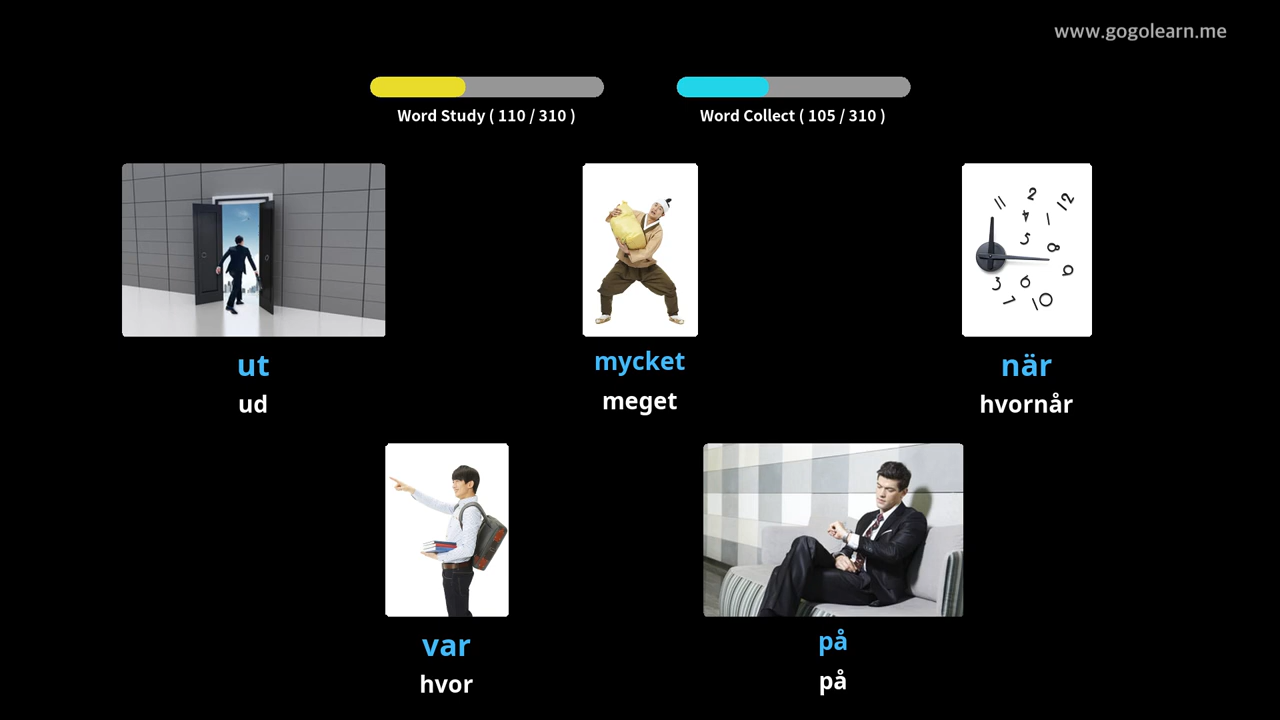 www.gogolearn.me
Word Study ( 110 / 310 )
Word Collect ( 105 / 310 )
ut
ud
mycket
meget
när
hvornår
var
hvor
på
på